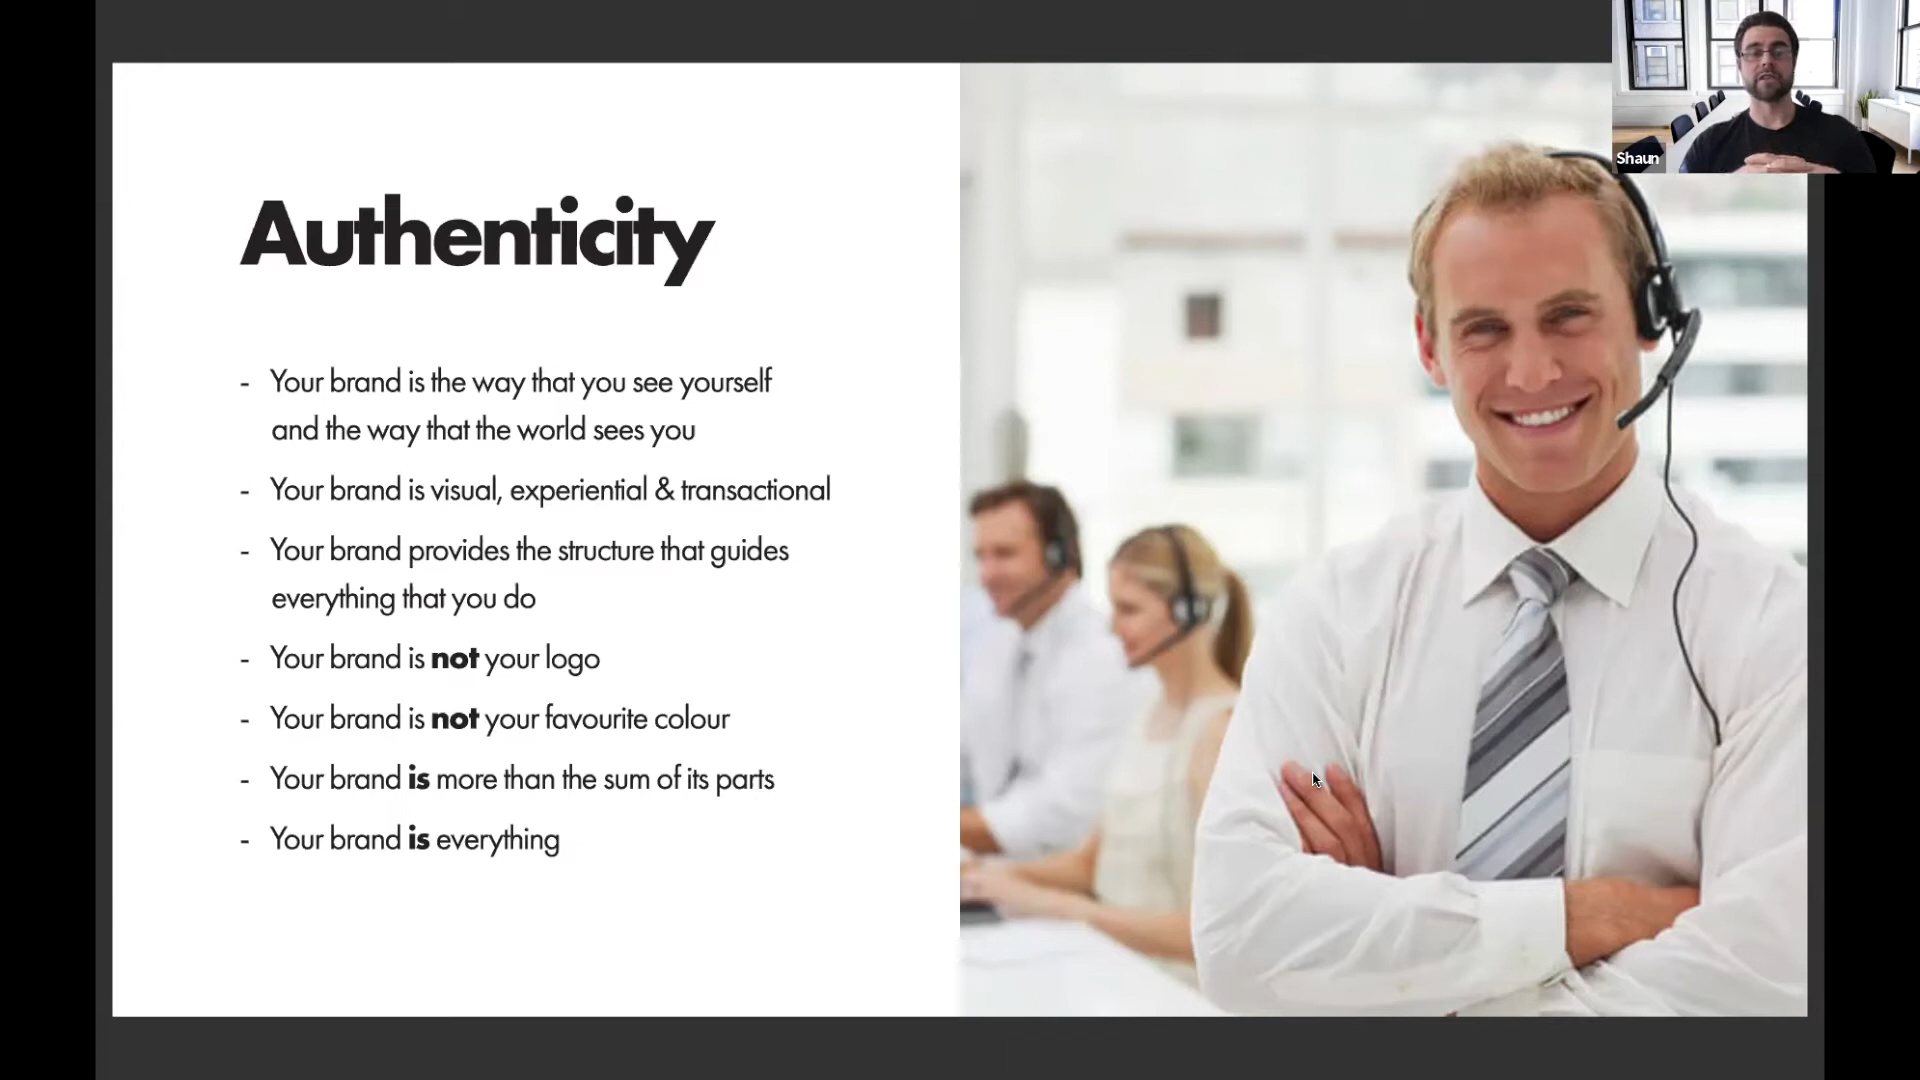 Shaun
Authenticity
- Your brand is the way that you see yourself
and the way that the world sees you
- Your brand is visual, experiential & transactional
- Your brand provides the structure that guides
everything that you do
- Your brand is not your logo
- Your brand is not your favourite colour
- Your brand is more than the sum of its parts
- Your brand is everything